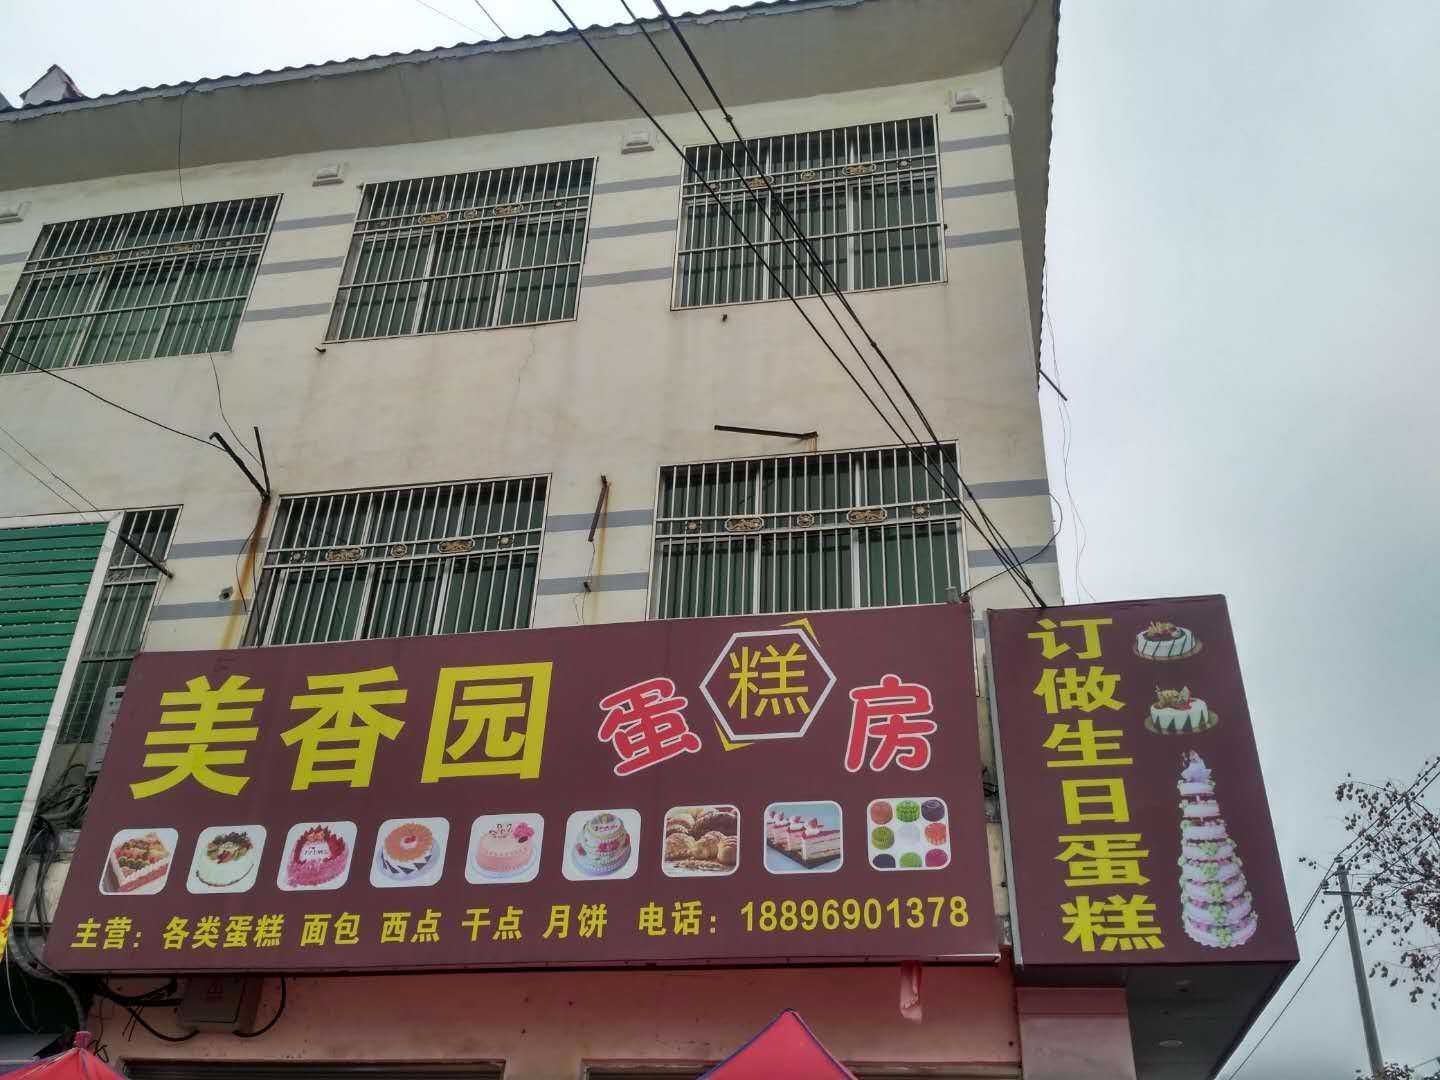 美香园 蛋糕房
主营：各类蛋糕 面包 西点 干点 月饼 电话：18896901378
订做生日蛋糕